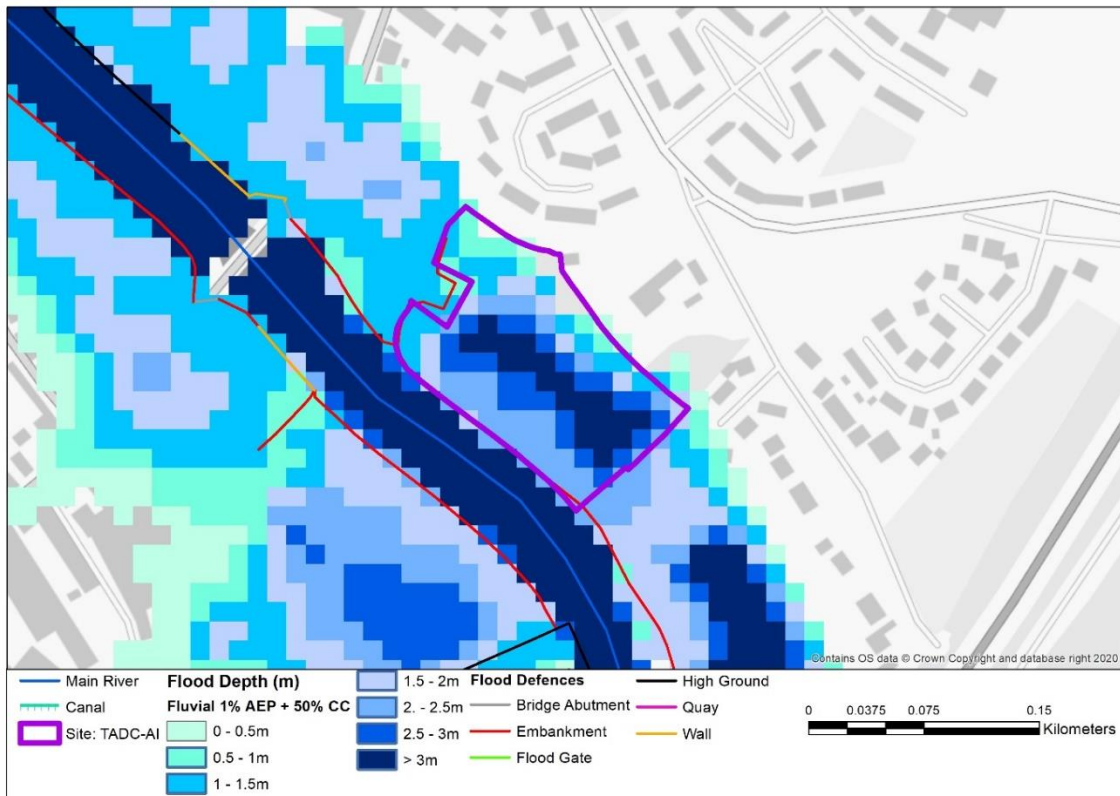 Contains OS data © Crown Copyright and database right 2020
Main River
Canal
Site: TADC-AI
Flood Depth (m)
Fluvial 1% AEP + 50% CC
0 - 0.5m
0.5 - 1m
1 - 1.5m
1.5 - 2m
2. - 2.5m
2.5 - 3m
> 3m
Flood Defences
Bridge Abutment
Embankment
Flood Gate
High Ground
Quay
Wall
0 0.0375 0.075 0.15
Kilometers